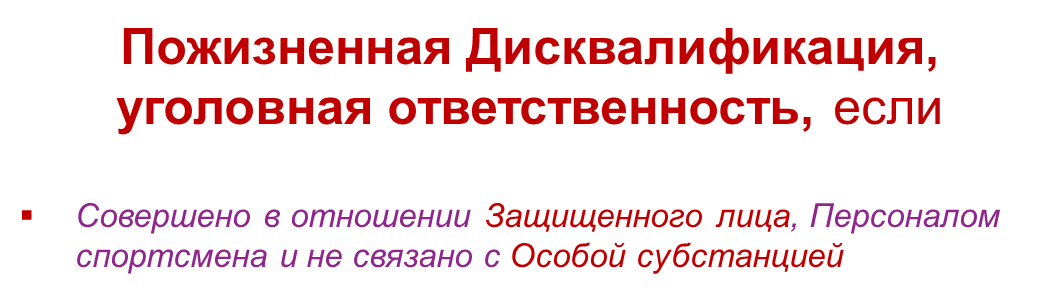 Пожизненная Дисквалификация,
уголовная ответственность, если
▪ Совершено в отношении Защищенного лица, Персоналом
спортсмена и не связано с Особой субстанцией